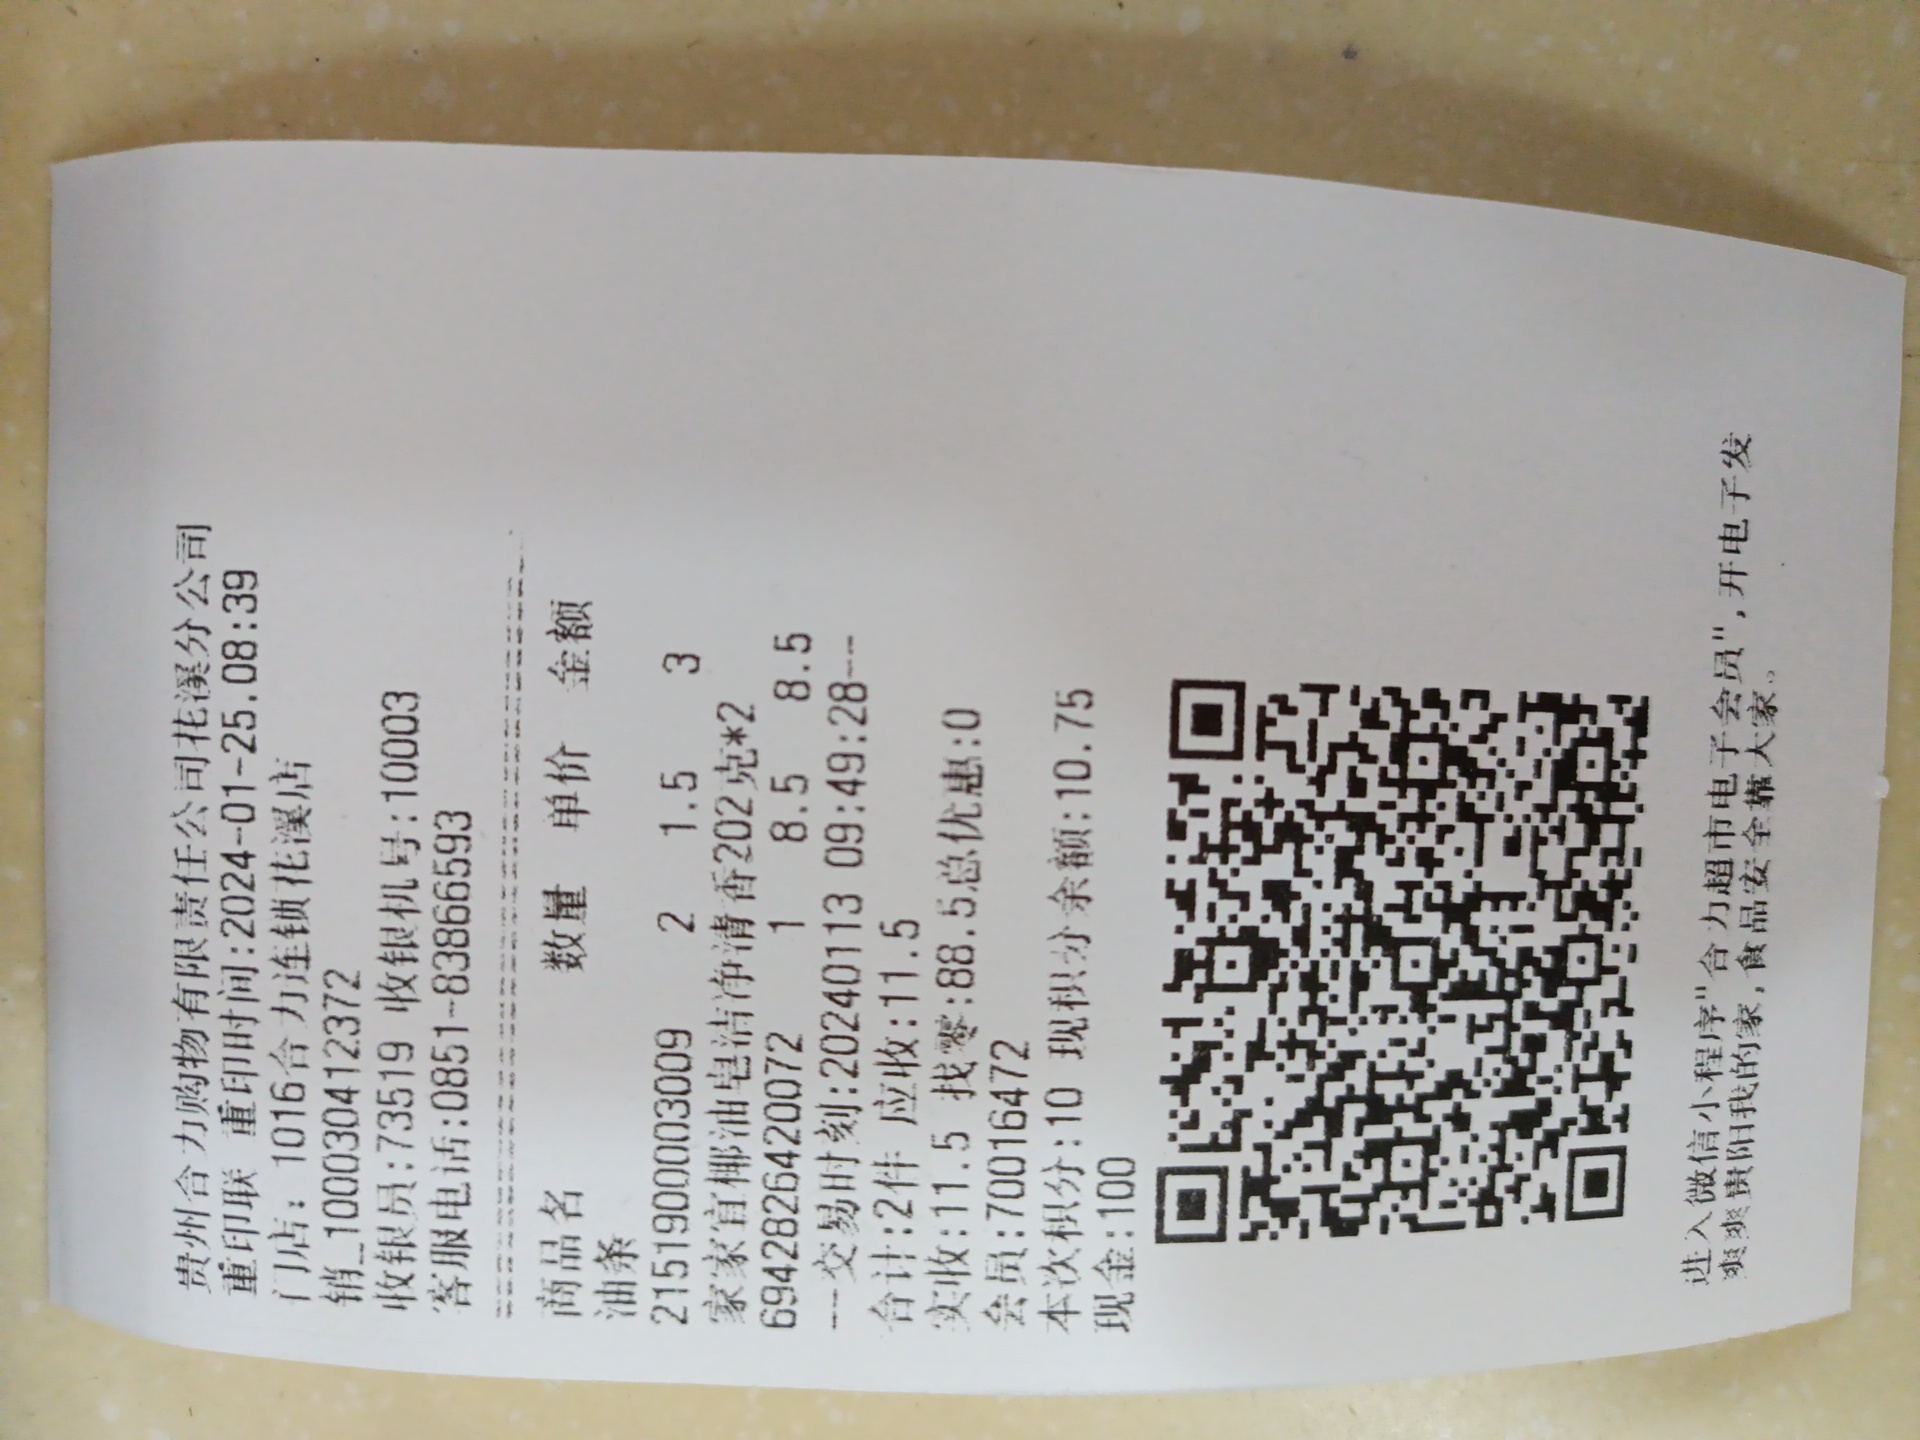 贵州合力购物有限责任公司花溪分公司
重印联 重印时间:2024-01-25.08:39
门店: 1016合力连锁花溪店
销_100030412372
收银员:73519 收银机号:10003
客服电话:0851-83866593
商品名 数量 单价 金额
油条
2151900003009 2 1.5 3
家家宜椰油皂洁净清香202克*2
6942826420072 1 8.5 8.5
---交易时刻:20240113 09:49:28---
合计:2件 应收:11.5
实收:11.5 找零:88.5总优惠:0
会员:700016472
本次积分:10 现积分余额:10.75
现金:100
进入微信小程序"合力超市电子会员",开电子发
爽爽贵阳我的家,食品安全靠大家。